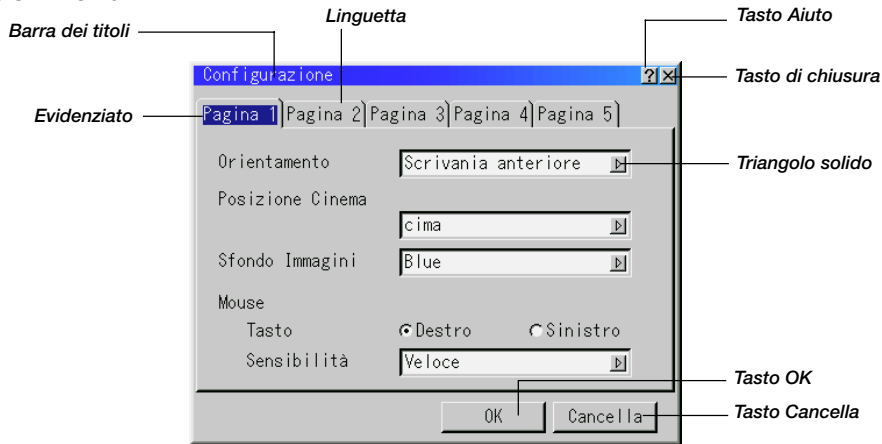 Linguetta
Tasto Aiuto
Barra dei titoli
Configurazione ? ×
Tasto di chiusura
Evidenziato
Pagina 1 Pagina 2 Pagina 3 Pagina 4 Pagina 5
Orientamento Scrivania anteriore
Triangolo solido
Posizione Cinema
cima
Sfondo Immagini Blue
Mouse
Tasto Destro Sinistro
Sensibilità Veloce
Tasto OK
OK Cancella
Tasto Cancella